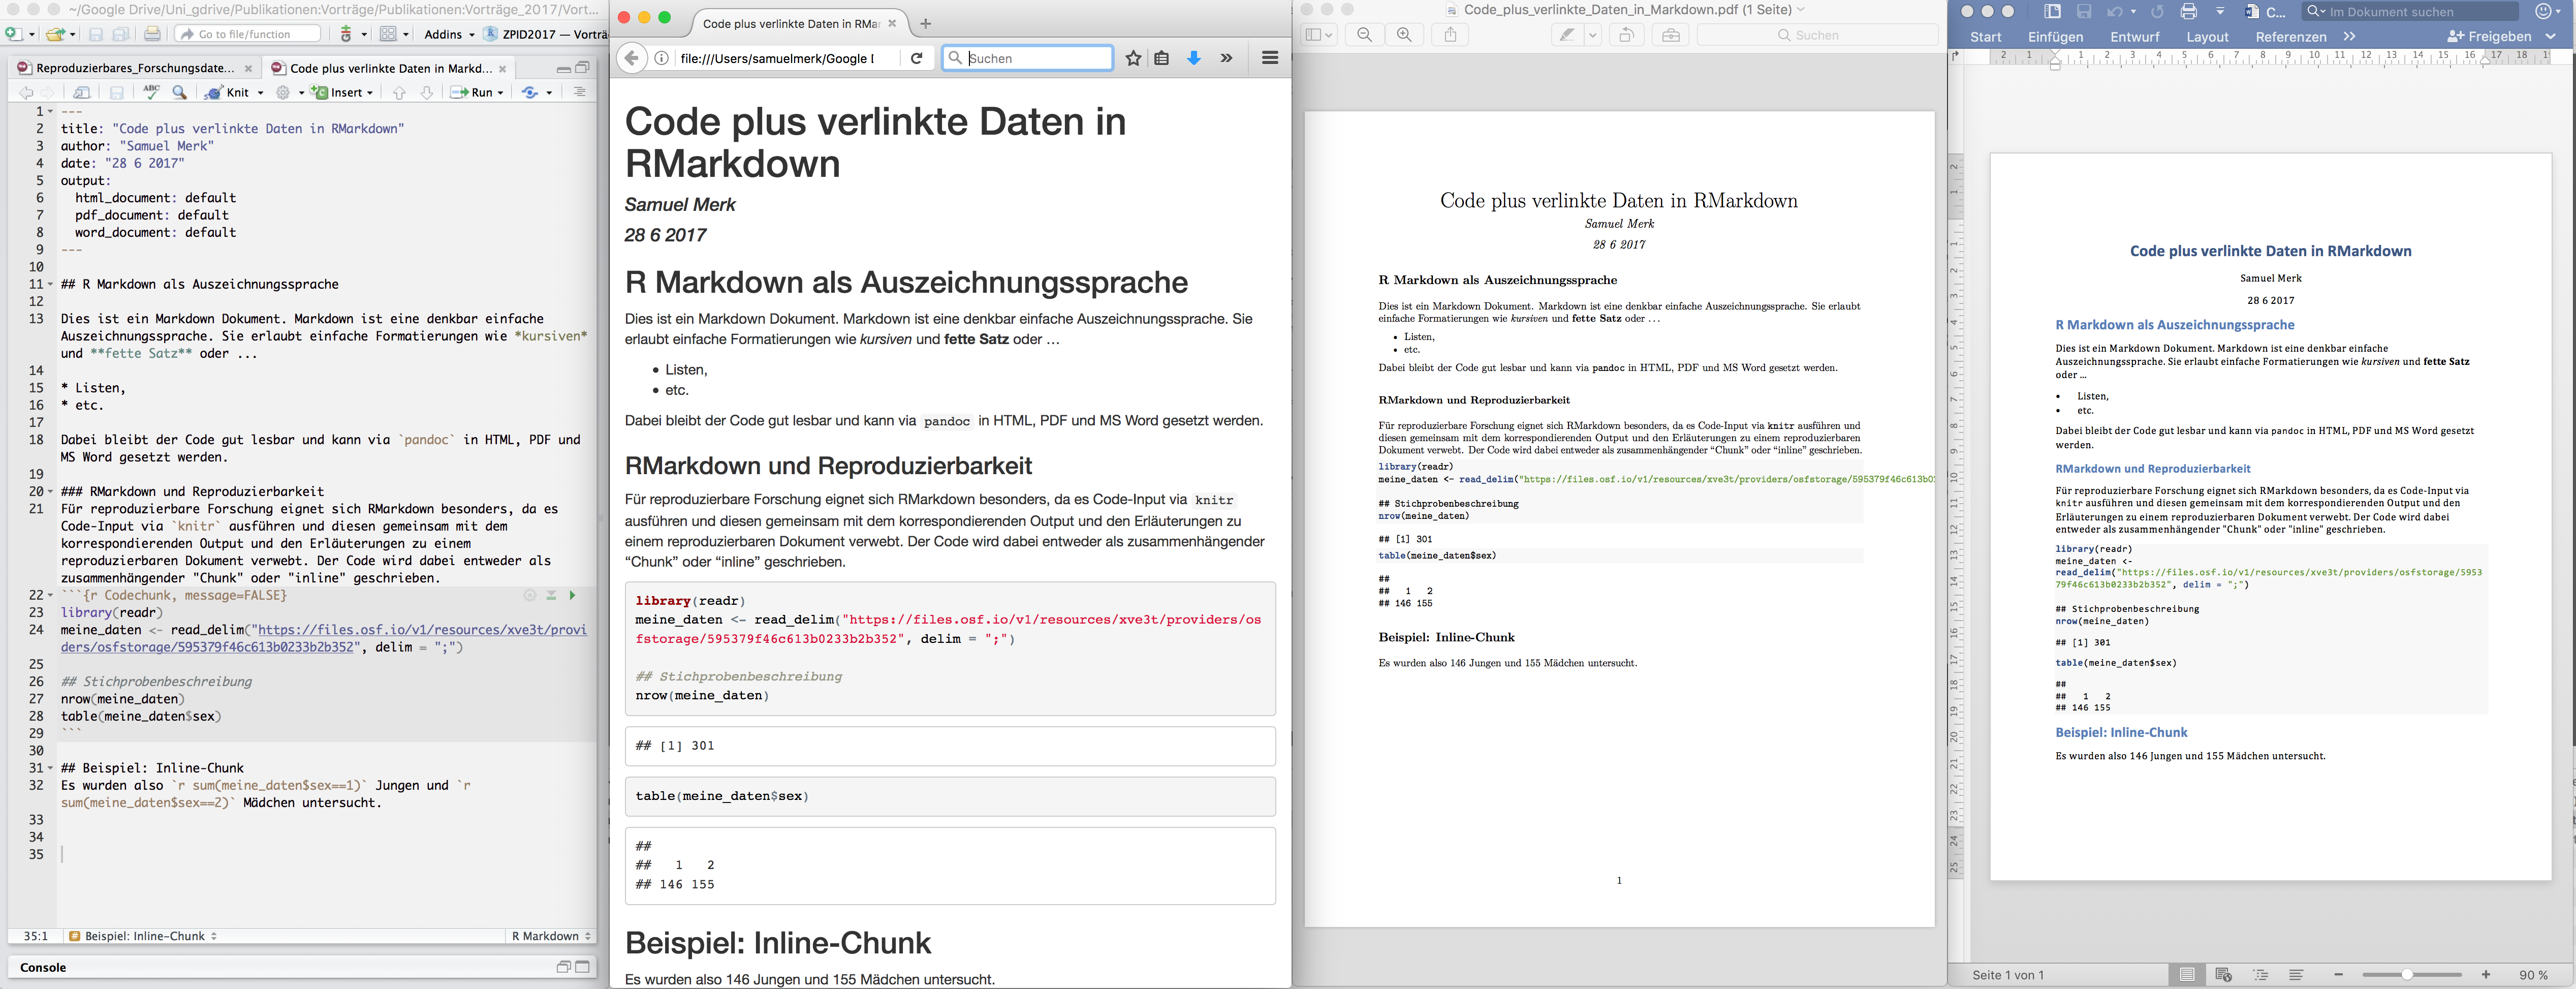 ~/Google Drive/Uni_gdrive/Publikationen:Vorträge/Publikationen:Vorträge_2017/Vort...
Go to file/function
Addins
ZPID2017 — Vorträ
Reproduzierbares_Forschungsdate...
Code plus verlinkte Daten in Markd...
ABC
Knit
Insert
Run
1 ---
2 title: "Code plus verlinkte Daten in RMarkdown"
3 author: "Samuel Merk"
4 date: "28 6 2017"
5 output:
6 html_document: default
7 pdf_document: default
8 word_document: default
9 ---
10
11 ## R Markdown als Auszeichnungssprache
12
13 Dies ist ein Markdown Dokument. Markdown ist eine denkbar einfache
Auszeichnungssprache. Sie erlaubt einfache Formatierungen wie *kursiven*
und **fette Satz** oder ...
14
15 * Listen,
16 * etc.
17
18 Dabei bleibt der Code gut lesbar und kann via `pandoc` in HTML, PDF und
MS Word gesetzt werden.
19
20 ### RMarkdown und Reproduzierbarkeit
21 Für reproduzierbare Forschung eignet sich RMarkdown besonders, da es
Code-Input via `knitr` ausführen und diesen gemeinsam mit dem
korrespondierenden Output und den Erläuterungen zu einem
reproduzierbaren Dokument verwebt. Der Code wird dabei entweder als
zusammenhängender "Chunk" oder "inline" geschrieben.
22 ```{r Codechunk, message=FALSE}
23 library(readr)
24 meine_daten <- read_delim("https://files.osf.io/v1/resources/xve3t/provi
ders/osfstorage/595379f46c613b0233b2b352", delim = ";")
25
26 ## Stichprobenbeschreibung
27 nrow(meine_daten)
28 table(meine_daten$sex)
29 ```
30
31 ## Beispiel: Inline-Chunk
32 Es wurden also `r sum(meine_daten$sex==1)` Jungen und `r
sum(meine_daten$sex==2)` Mädchen untersucht.
33
34
35
35:1 Beispiel: Inline-Chunk R Markdown
Console
Code plus verlinkte Daten in RMar
file:///Users/samuelmerk/Google D
Suchen
Code plus verlinkte Daten in
RMarkdown
Samuel Merk
28 6 2017
R Markdown als Auszeichnungssprache
Dies ist ein Markdown Dokument. Markdown ist eine denkbar einfache Auszeichnungssprache. Sie
erlaubt einfache Formatierungen wie kursiven und fette Satz oder …
• Listen,
• etc.
Dabei bleibt der Code gut lesbar und kann via pandoc in HTML, PDF und MS Word gesetzt werden.
RMarkdown und Reproduzierbarkeit
Für reproduzierbare Forschung eignet sich RMarkdown besonders, da es Code-Input via knitr
ausführen und diesen gemeinsam mit dem korrespondierenden Output und den Erläuterungen zu
einem reproduzierbaren Dokument verwebt. Der Code wird dabei entweder als zusammenhängender
“Chunk” oder “inline” geschrieben.
library(readr)
meine_daten <- read_delim("https://files.osf.io/v1/resources/xve3t/providers/os
fstorage/595379f46c613b0233b2b352", delim = ";")
## Stichprobenbeschreibung
nrow(meine_daten)
## [1] 301
table(meine_daten$sex)
##
## 1 2
## 146 155
Beispiel: Inline-Chunk
Es wurden also 146 Jungen und 155 Mädchen untersucht.
Code_plus_verlinkte_Daten_in_Markdown.pdf (1 Seite)
Suchen
Code plus verlinkte Daten in RMarkdown
Samuel Merk
28 6 2017
R Markdown als Auszeichnungssprache
Dies ist ein Markdown Dokument. Markdown ist eine denkbar einfache Auszeichnungssprache. Sie erlaubt
einfache Formatierungen wie kursiven und fette Satz oder . . .
• Listen,
• etc.
Dabei bleibt der Code gut lesbar und kann via pandoc in HTML, PDF und MS Word gesetzt werden.
RMarkdown und Reproduzierbarkeit
Für reproduzierbare Forschung eignet sich RMarkdown besonders, da es Code-Input via knitr ausführen und
diesen gemeinsam mit dem korrespondierenden Output und den Erläuterungen zu einem reproduzierbaren
Dokument verwebt. Der Code wird dabei entweder als zusammenhängender “Chunk” oder “inline” geschrieben.
library(readr)
meine_daten <- read_delim("https://files.osf.io/v1/resources/xve3t/providers/osfstorage/595379f46c613b02
## Stichprobenbeschreibung
nrow(meine_daten)
## [1] 301
table(meine_daten$sex)
##
## 1 2
## 146 155
Beispiel: Inline-Chunk
Es wurden also 146 Jungen und 155 Mädchen untersucht.
1
C...
Im Dokument suchen
Start Einfügen Entwurf Layout Referenzen Freigeben
2 1 1 2 3 4 5 6 7 8 9 10 11 12 13 14 15 16 17 18
Code plus verlinkte Daten in RMarkdown
Samuel Merk
28 6 2017
R Markdown als Auszeichnungssprache
Dies ist ein Markdown Dokument. Markdown ist eine denkbar einfache
Auszeichnungssprache. Sie erlaubt einfache Formatierungen wie kursiven und fette Satz
oder ...
• Listen,
• etc.
Dabei bleibt der Code gut lesbar und kann via pandoc in HTML, PDF und MS Word gesetzt
werden.
RMarkdown und Reproduzierbarkeit
Für reproduzierbare Forschung eignet sich RMarkdown besonders, da es Code-Input via
knitr ausführen und diesen gemeinsam mit dem korrespondierenden Output und den
Erläuterungen zu einem reproduzierbaren Dokument verwebt. Der Code wird dabei
entweder als zusammenhängender "Chunk" oder "inline" geschrieben.
library(readr)
meine_daten <-
read_delim("https://files.osf.io/v1/resources/xve3t/providers/osfstorage/5953
79f46c613b0233b2b352", delim = ";")
## Stichprobenbeschreibung
nrow(meine_daten)
## [1] 301
table(meine_daten$sex)
##
## 1 2
## 146 155
Beispiel: Inline-Chunk
Es wurden also 146 Jungen und 155 Mädchen untersucht.
Seite 1 von 1
90 %